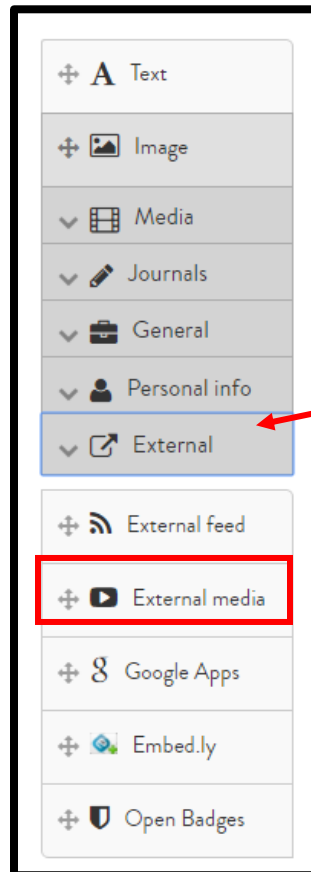 Text
Image
Media
Journals
General
Personal info
External
External feed
External media
Google Apps
Embed.ly
Open Badges